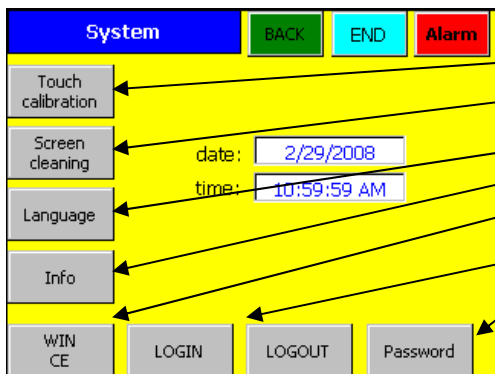 System
BACK
END
Alarm
Touch
calibration
Screen
cleaning
date:
2/29/2008
time:
10:59:59 AM
Language
Info
WIN
CE
LOGIN
LOGOUT
Password